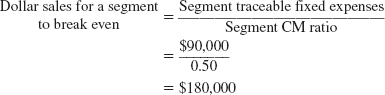 Dollar sales for a segment to break even = Segment traceable fixed expenses / Segment CM ratio
= $90,000 / 0.50
= $180,000